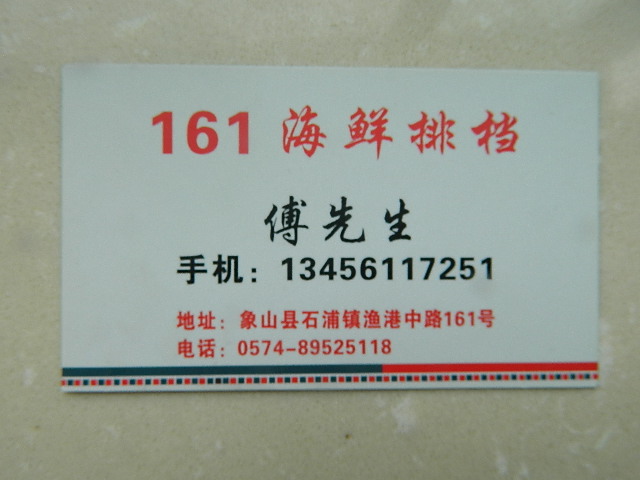 161 海鲜排档
傅先生
手机：13456117251
地址：象山县石浦镇渔港中路161号
电话：0574-89525118